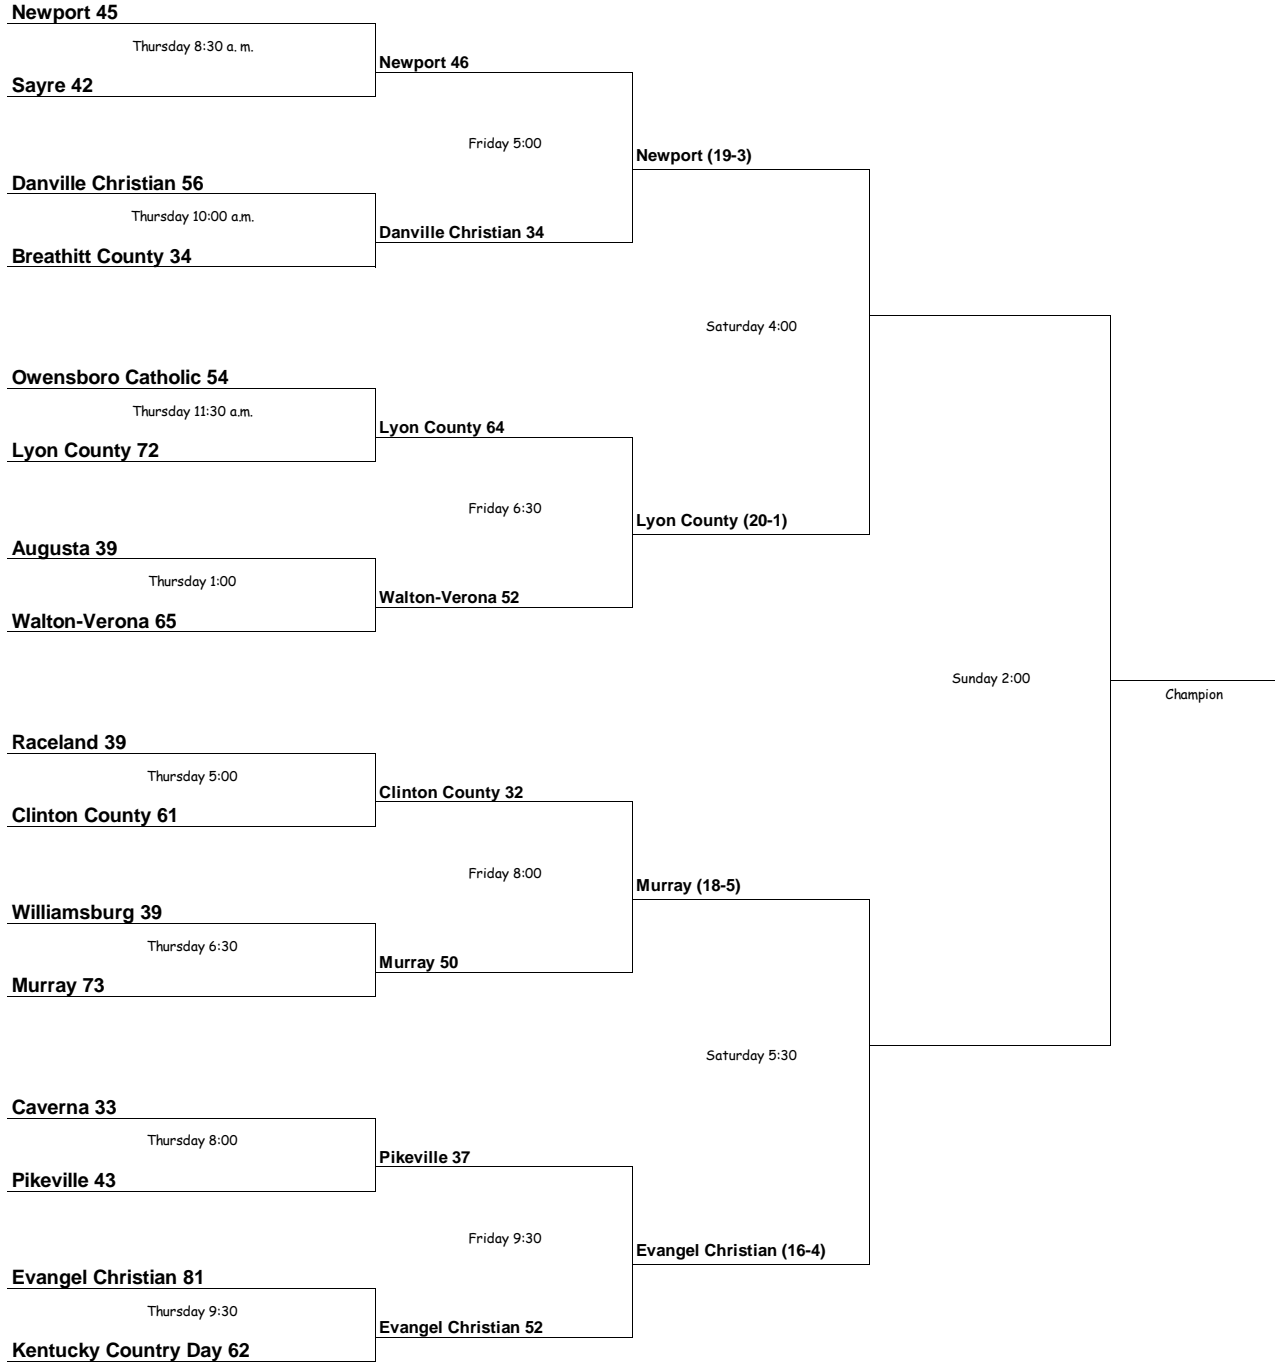 Newport 45
Thursday 8:30 a. m.
Newport 46
Sayre 42
Friday 5:00
Newport (19-3)
Danville Christian 56
Thursday 10:00 a.m.
Danville Christian 34
Breathitt County 34
Saturday 4:00
Owensboro Catholic 54
Thursday 11:30 a.m.
Lyon County 64
Lyon County 72
Friday 6:30
Lyon County (20-1)
Augusta 39
Thursday 1:00
Walton-Verona 52
Walton-Verona 65
Sunday 2:00
Champion
Raceland 39
Thursday 5:00
Clinton County 32
Clinton County 61
Friday 8:00
Murray (18-5)
Williamsburg 39
Thursday 6:30
Murray 50
Murray 73
Saturday 5:30
Caverna 33
Thursday 8:00
Pikeville 37
Pikeville 43
Friday 9:30
Evangel Christian (16-4)
Evangel Christian 81
Thursday 9:30
Evangel Christian 52
Kentucky Country Day 62